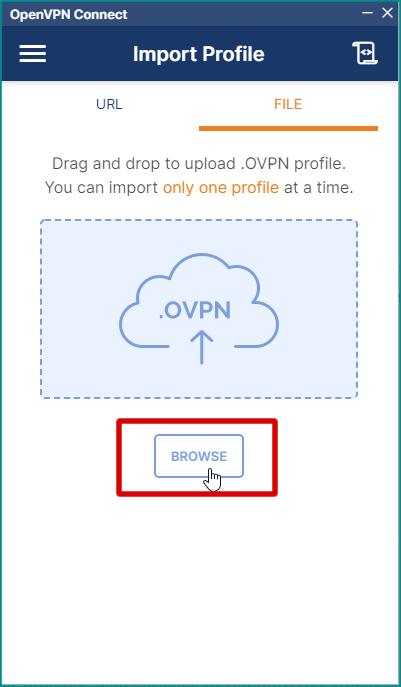 OpenVPN Connect
Import Profile
URL
FILE
Drag and drop to upload .OVPN profile.
You can import only one profile at a time.
.OVPN
BROWSE